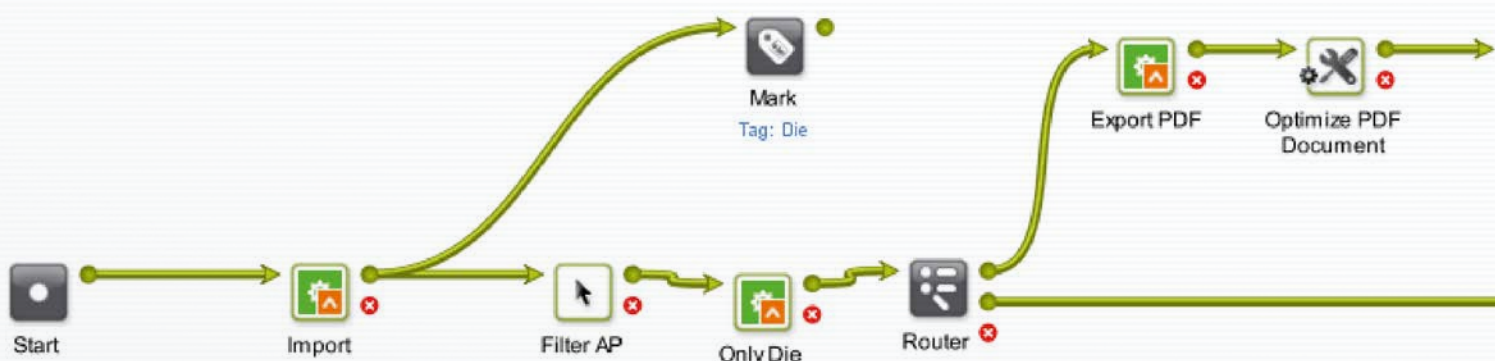 Mark
Tag: Die
Export PDF
Optimize PDF
Document
Start
Import
Filter AP
Only Die
Router